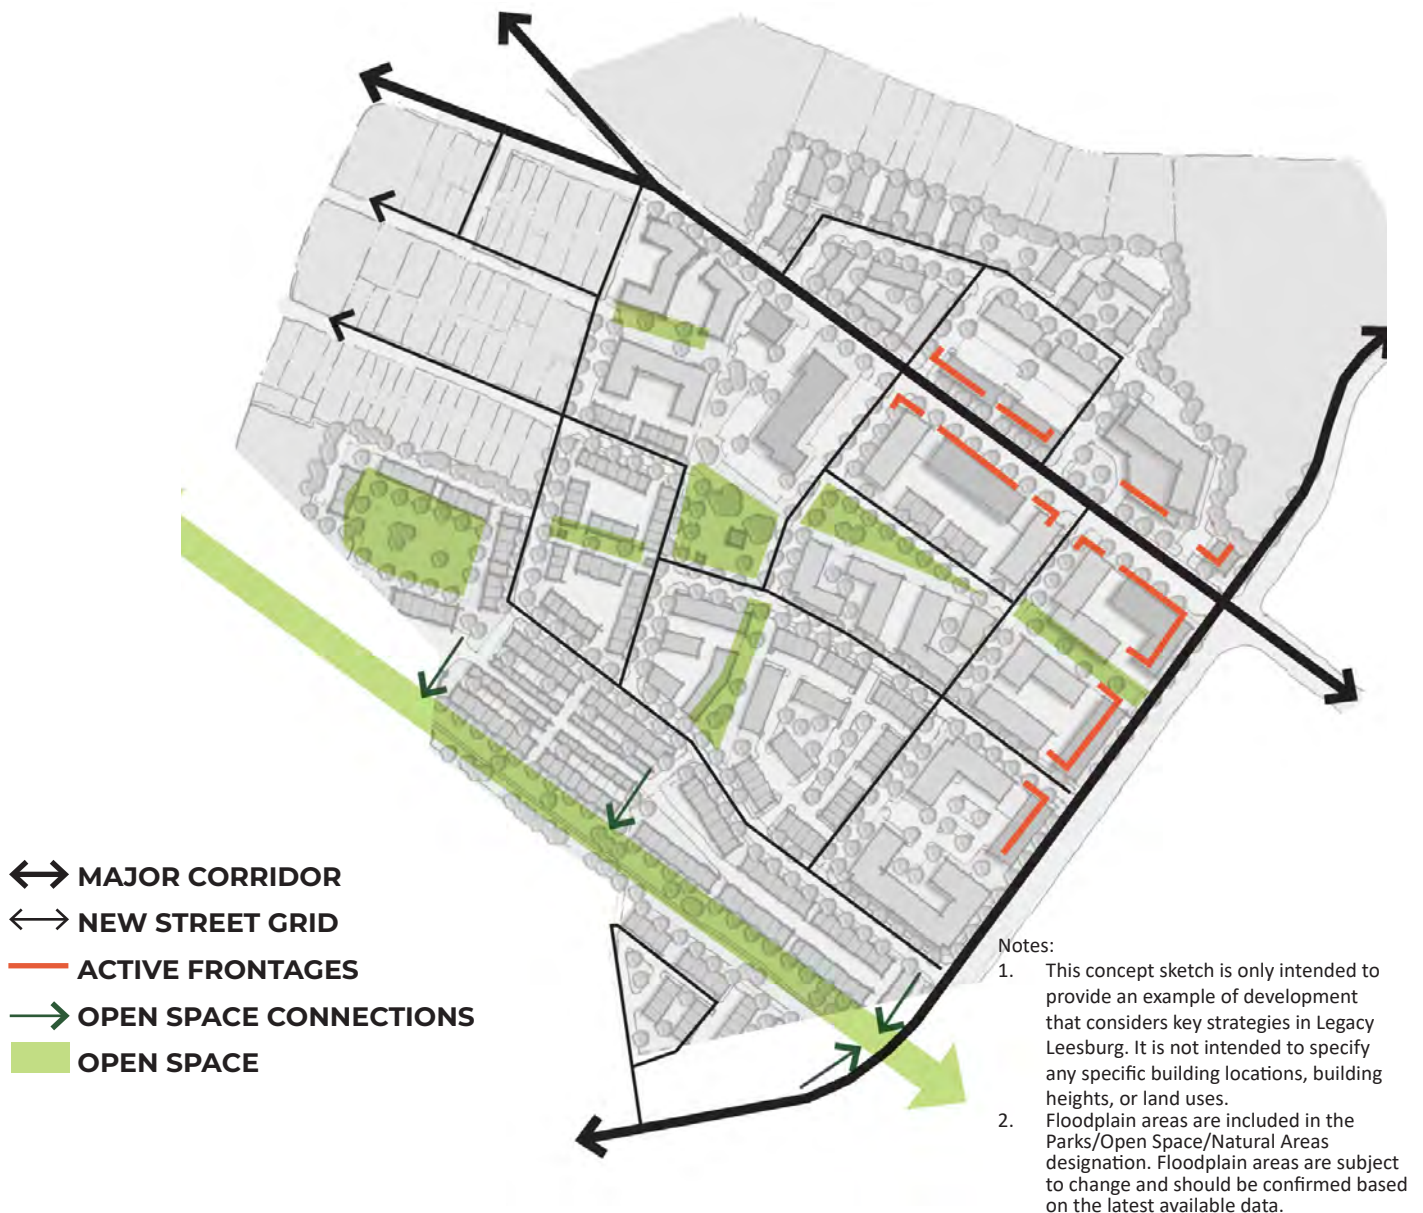 MAJOR CORRIDOR
NEW STREET GRID
ACTIVE FRONTAGES
OPEN SPACE CONNECTIONS
OPEN SPACE
Notes:
1. This concept sketch is only intended to
provide an example of development
that considers key strategies in Legacy
Leesburg. It is not intended to specify
any specific building locations, building
heights, or land uses.
2. Floodplain areas are included in the
Parks/Open Space/Natural Areas
designation. Floodplain areas are subject
to change and should be confirmed based
on the latest available data.